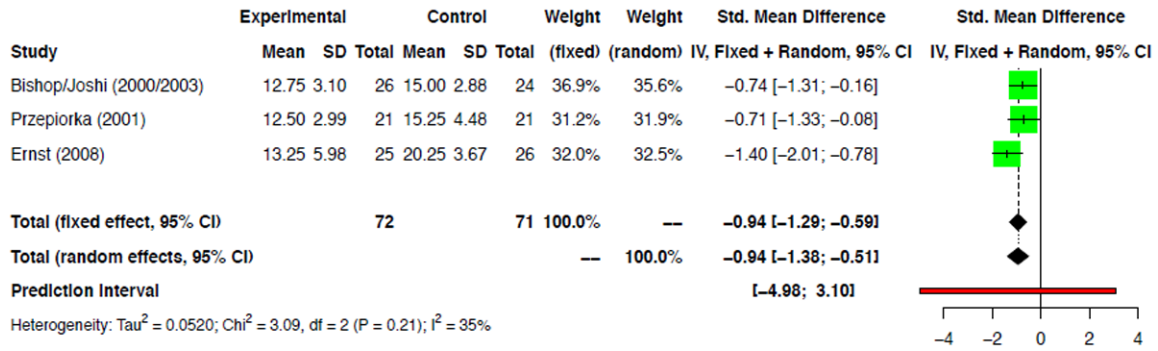 Experimental Control Weight Weight Std. Mean Difference Std. Mean Difference
Study Mean SD Total Mean SD Total (fixed) (random) IV, Fixed + Random, 95% CI IV, Fixed + Random, 95% CI
Bishop/Joshi (2000/2003) 12.75 3.10 26 15.00 2.88 24 36.9% 35.6% −0.74 [−1.31; −0.16]
Przepiorka (2001) 12.50 2.99 21 15.25 4.48 21 31.2% 31.9% −0.71 [−1.33; −0.08]
Ernst (2008) 13.25 5.98 25 20.25 3.67 26 32.0% 32.5% −1.40 [−2.01; −0.78]
Total (fixed effect, 95% CI) 72 71 100.0% −− −0.94 [−1.29; −0.59]
Total (random effects, 95% CI) −− 100.0% −0.94 [−1.38; −0.51]
Prediction Interval [−4.98; 3.10]
Heterogeneity: Tau² = 0.0520; Chi² = 3.09, df = 2 (P = 0.21); I² = 35%
−4 −2 0 2 4